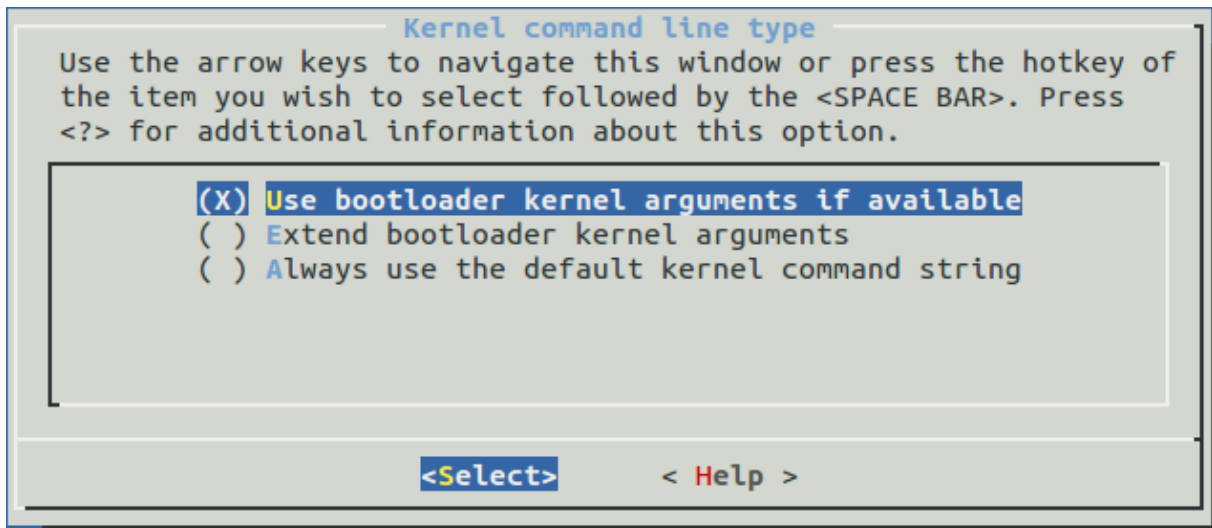 Kernel command line type
Use the arrow keys to navigate this window or press the hotkey of
the item you wish to select followed by the <SPACE BAR>. Press
<?> for additional information about this option.
(X) Use bootloader kernel arguments if available
( ) Extend bootloader kernel arguments
( ) Always use the default kernel command string
<Select> < Help >